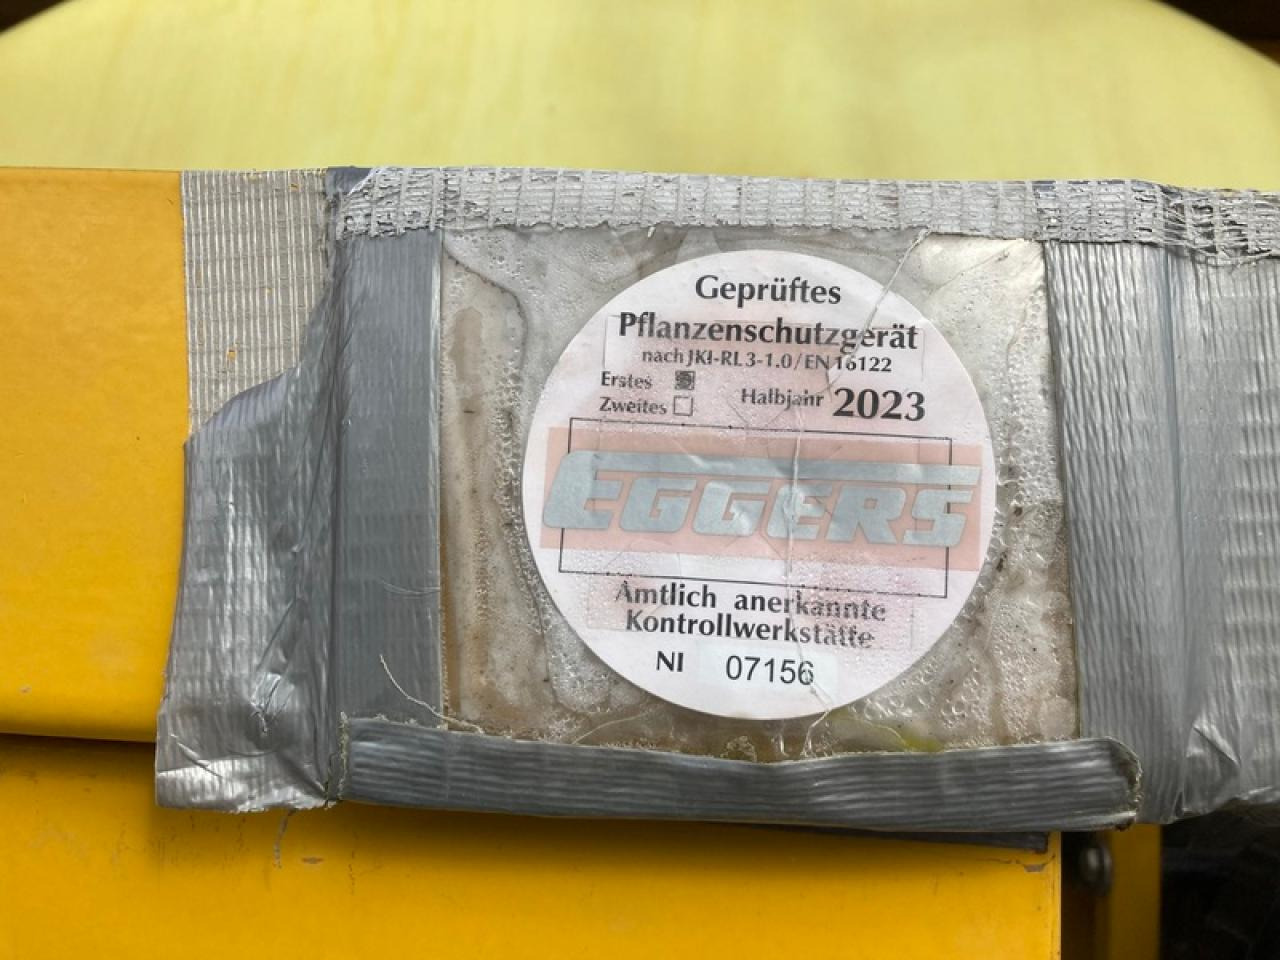 Geprüftes
Pflanzenschutzgerät
nach JKI-RL 3-1.0/EN 16122
Erstes
Zweites
Halbjahr 2023
EGGERS
Amtlich anerkannte
Kontrollwerkstätte
NI 07156